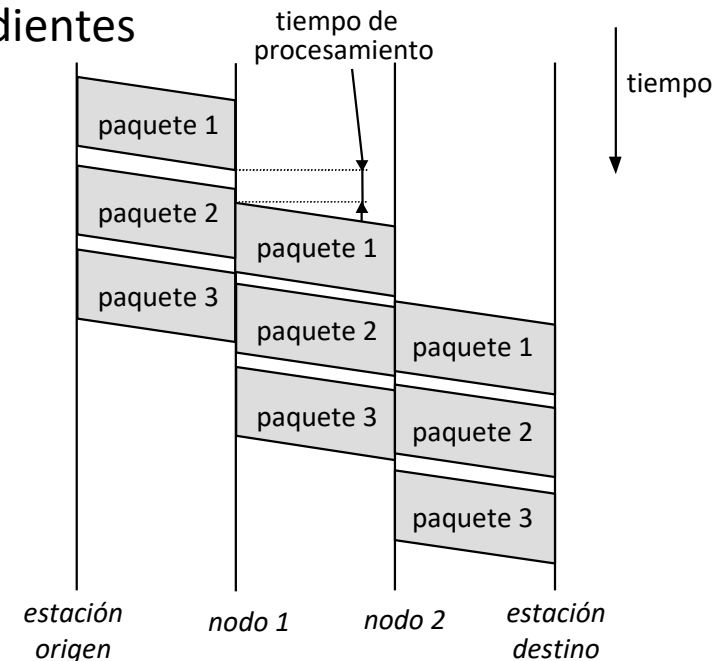 dientes
tiempo de
procesamiento
tiempo
paquete 1
paquete 2
paquete 1
paquete 3
paquete 2
paquete 1
paquete 3
paquete 2
paquete 3
estación
origen
nodo 1
nodo 2
estación
destino